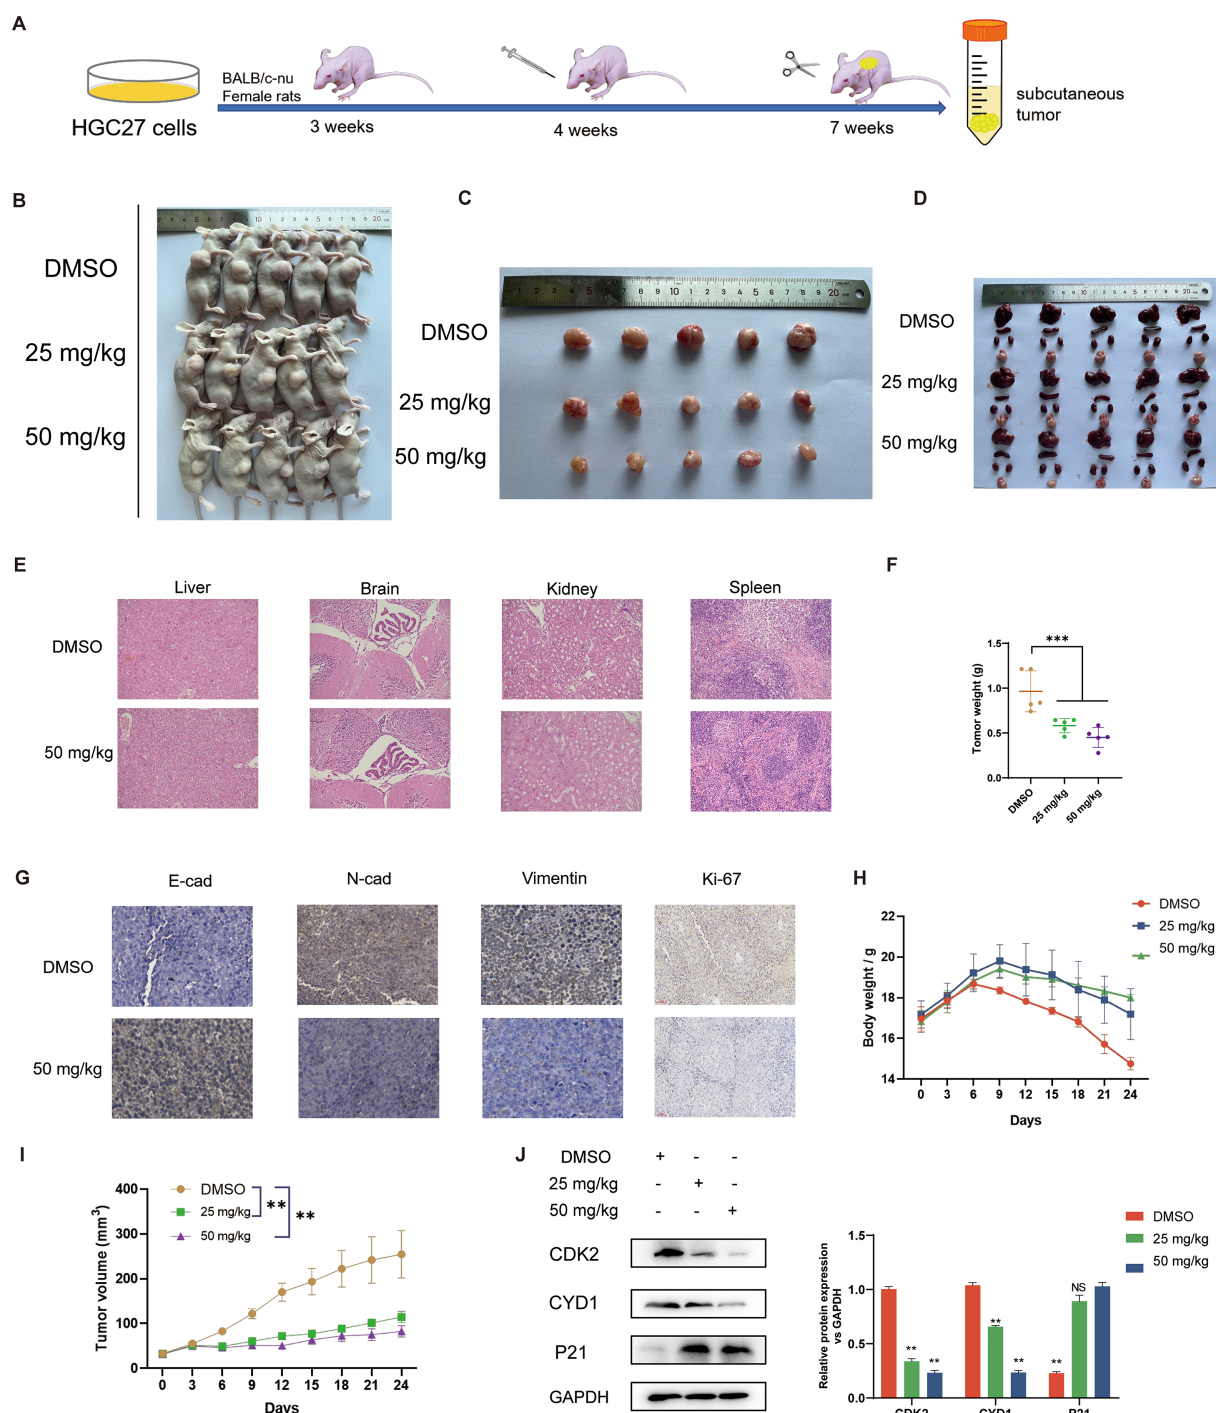 A
BALB/c-nu
Female rats
HGC27 cells
3 weeks
4 weeks
7 weeks
subcutaneous
tumor
B
DMSO
25 mg/kg
50 mg/kg
C
DMSO
25 mg/kg
50 mg/kg
D
DMSO
25 mg/kg
50 mg/kg
E
Liver
Brain
Kidney
Spleen
DMSO
50 mg/kg
F
Tomor weight (g)
1.5
1.0
0.5
0.0
***
DMSO
25 mg/kg
50 mg/kg
G
E-cad
N-cad
Vimentin
Ki-67
DMSO
50 mg/kg
H
DMSO
25 mg/kg
50 mg/kg
Body weight / g
22
20
18
16
14
0 3 6 9 12 15 18 21 24
Days
I
DMSO
25 mg/kg
50 mg/kg
**
**
Tumor volume (mm³)
400
300
200
100
0
0 3 6 9 12 15 18 21 24
Days
J
DMSO + - -
25 mg/kg - + -
50 mg/kg - - +
CDK2
CYD1
P21
GAPDH
DMSO
25 mg/kg
50 mg/kg
Relative protein expression
vs GAPDH
1.5
1.0
0.5
0.0
** **
** **
** NS
CDK2 CYD1 P21